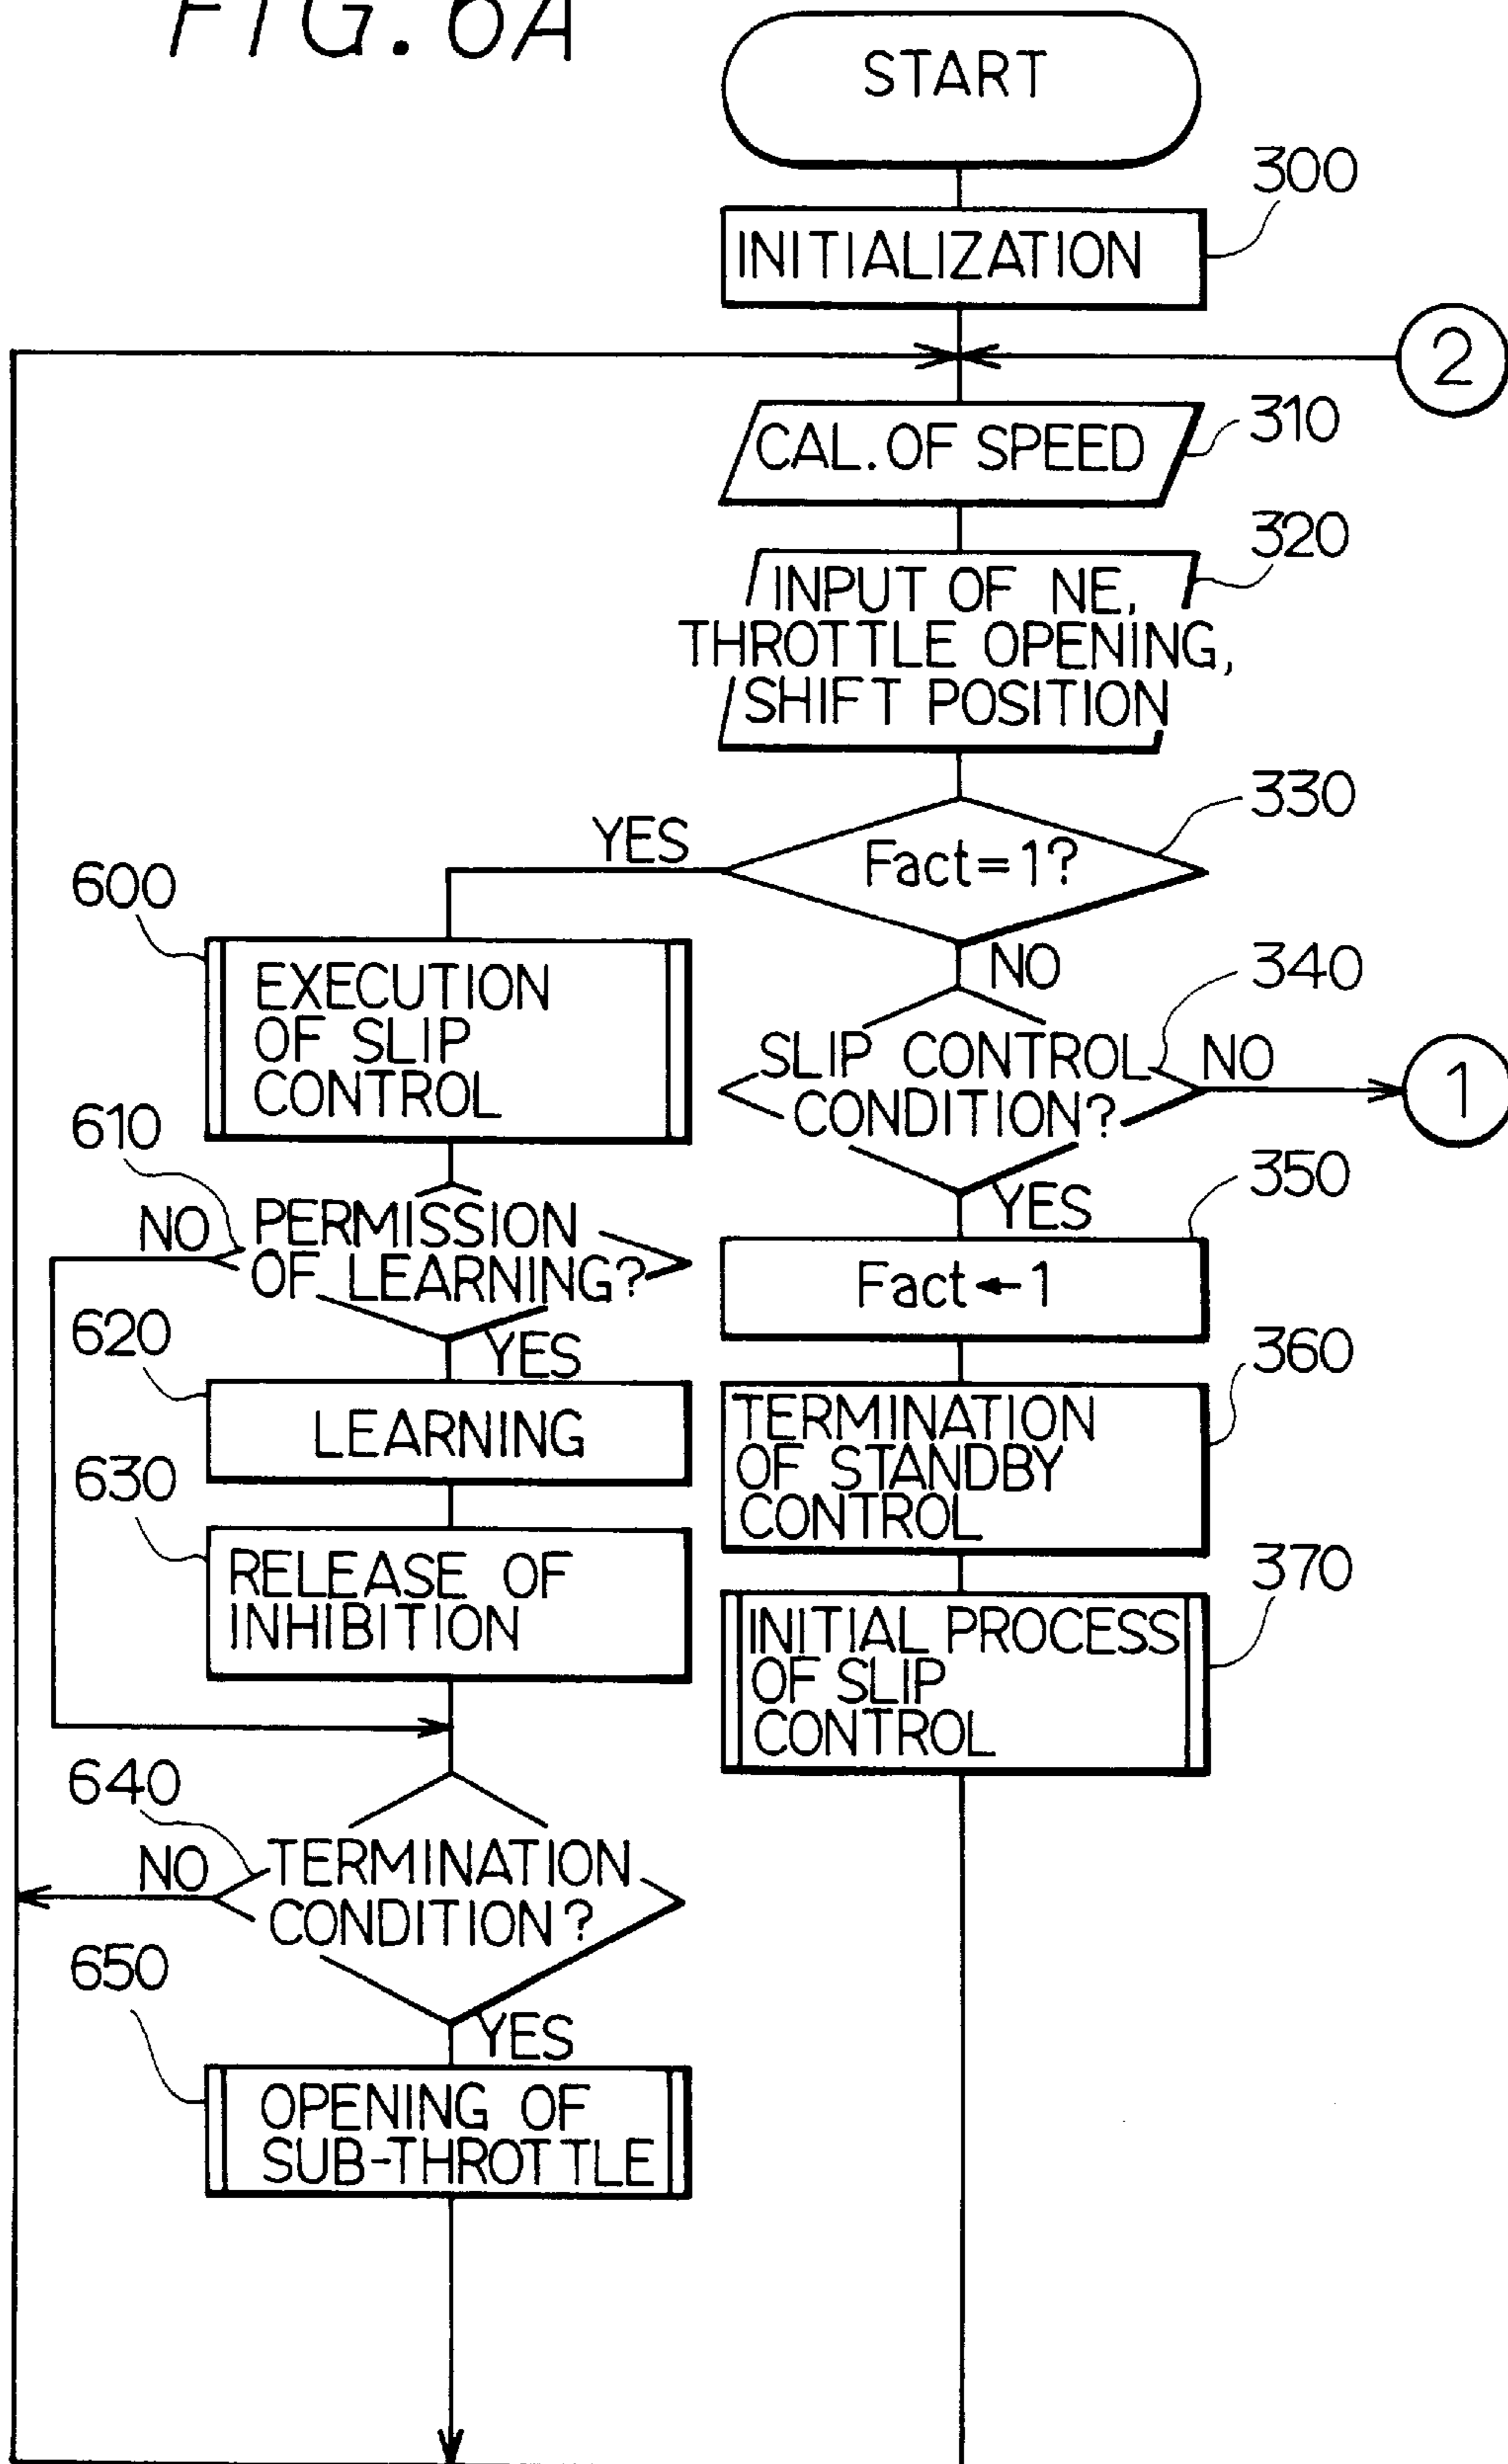 FIG. 6A
START
300
INITIALIZATION
2
310
CAL. OF SPEED
320
INPUT OF NE,
THROTTLE OPENING,
SHIFT POSITION
330
YES
Fact=1?
600
NO
340
EXECUTION
OF SLIP
CONTROL
SLIP CONTROL
CONDITION?
NO
1
610
350
NO
PERMISSION
OF LEARNING?
YES
Fact←1
620
YES
360
LEARNING
TERMINATION
OF STANDBY
CONTROL
630
370
RELEASE OF
INHIBITION
INITIAL PROCESS
OF SLIP
CONTROL
640
NO
TERMINATION
CONDITION?
650
YES
OPENING OF
SUB-THROTTLE